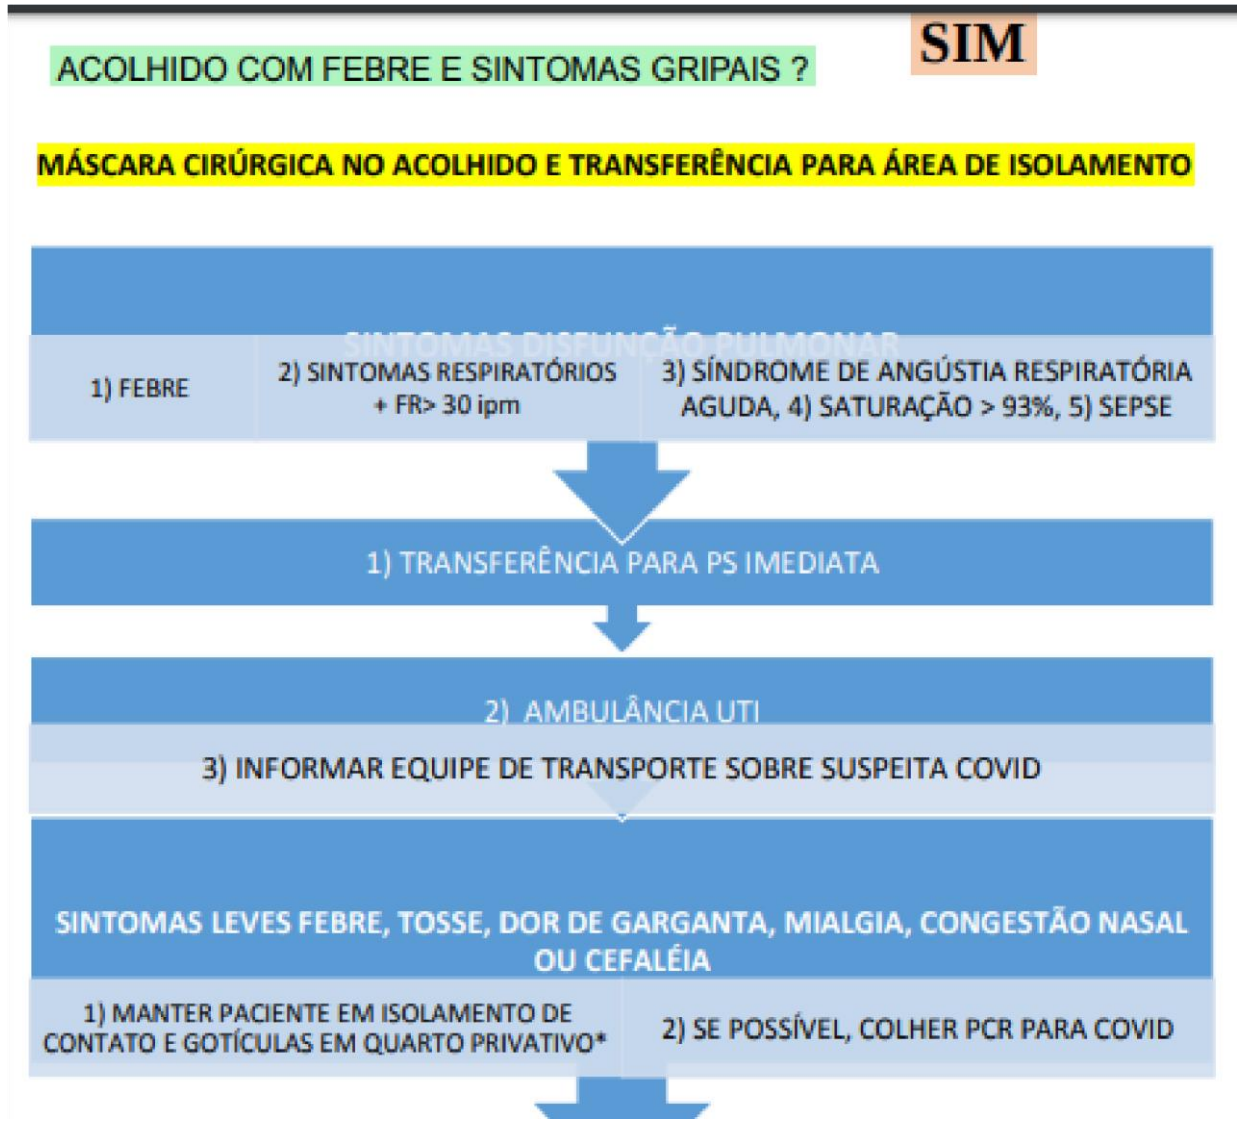 ACOLHIDO COM FEBRE E SINTOMAS GRIPAIS ?
SIM
MÁSCARA CIRÚRGICA NO ACOLHIDO E TRANSFERÊNCIA PARA ÁREA DE ISOLAMENTO
SINTOMAS DISFUNÇÃO PULMONAR
1) FEBRE
2) SINTOMAS RESPIRATÓRIOS
+ FR> 30 ipm
3) SÍNDROME DE ANGÚSTIA RESPIRATÓRIA
AGUDA, 4) SATURAÇÃO > 93%, 5) SEPSE
1) TRANSFERÊNCIA PARA PS IMEDIATA
2) AMBULÂNCIA UTI
3) INFORMAR EQUIPE DE TRANSPORTE SOBRE SUSPEITA COVID
SINTOMAS LEVES FEBRE, TOSSE, DOR DE GARGANTA, MIALGIA, CONGESTÃO NASAL
OU CEFALÉIA
1) MANTER PACIENTE EM ISOLAMENTO DE
CONTATO E GOTÍCULAS EM QUARTO PRIVATIVO*
2) SE POSSÍVEL, COLHER PCR PARA COVID